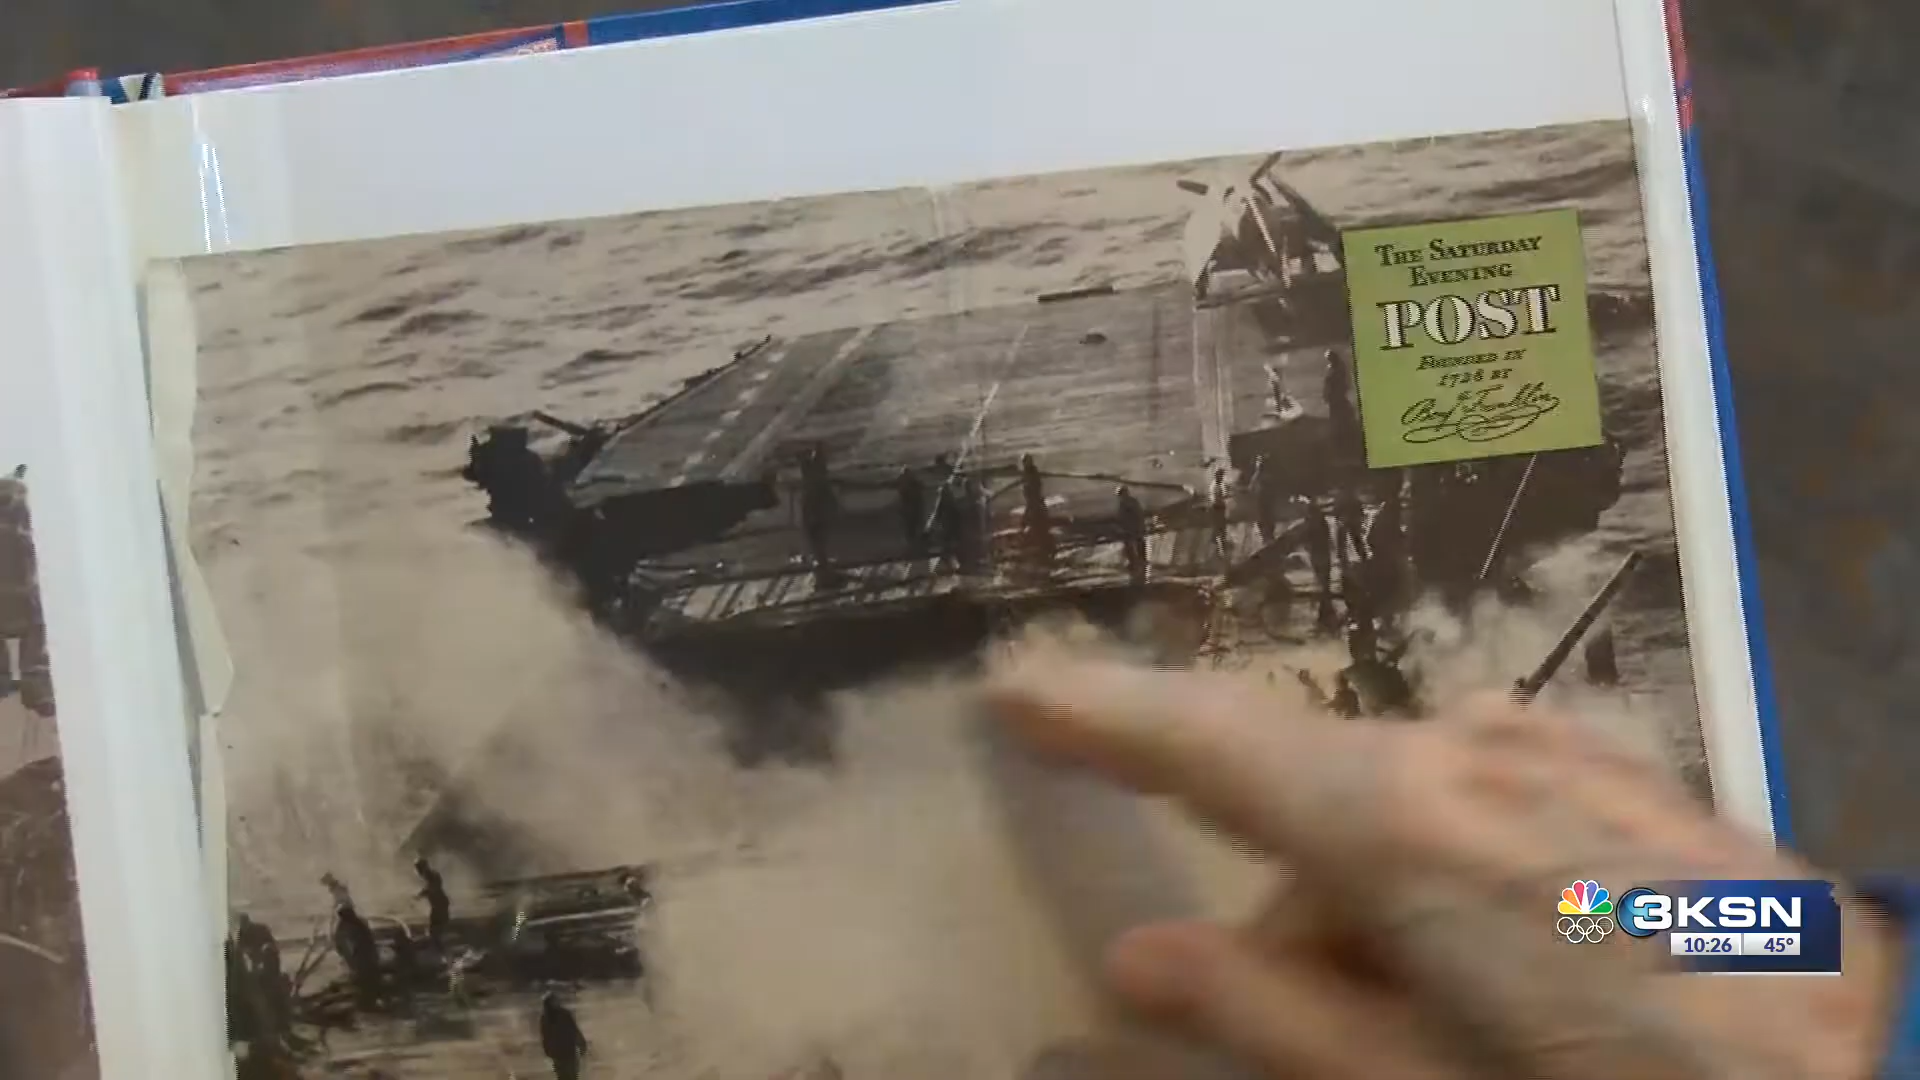 The Saturday
Evening
POST
Founded in
1728 by
Benj Franklin
3KSN
10:26 45°